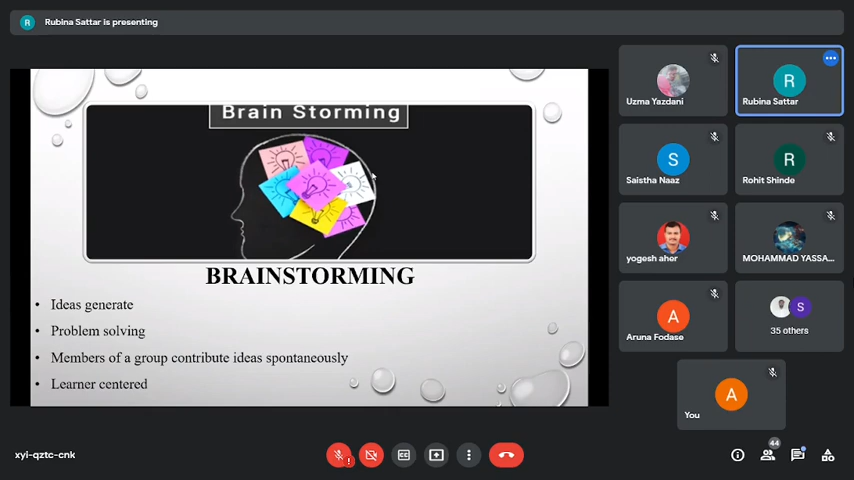 R
Rubina Sattar is presenting
Brain Storming
BRAINSTORMING
• Ideas generate
• Problem solving
• Members of a group contribute ideas spontaneously
• Learner centered
Uzma Yazdani
R
Rubina Sattar
S
Saistha Naaz
R
Rohit Shinde
yogesh aher
MOHAMMAD YASSA...
A
Aruna Fodase
S
35 others
A
You
xyi-qztc-cnk
44